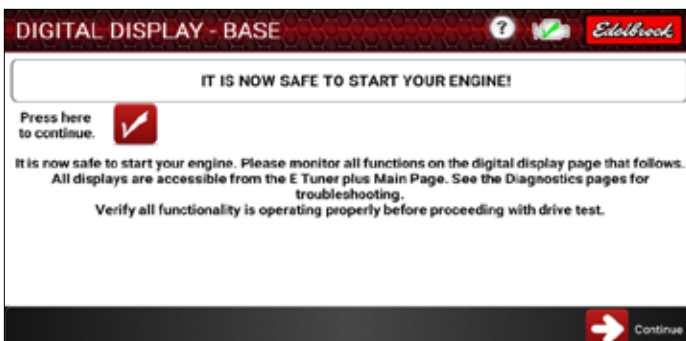 DIGITAL DISPLAY - BASE
?
Edelbrock
IT IS NOW SAFE TO START YOUR ENGINE!
Press here
to continue.
It is now safe to start your engine. Please monitor all functions on the digital display page that follows.
All displays are accessible from the E Tuner plus Main Page. See the Diagnostics pages for
troubleshooting.
Verify all functionality is operating properly before proceeding with drive test.
Continue